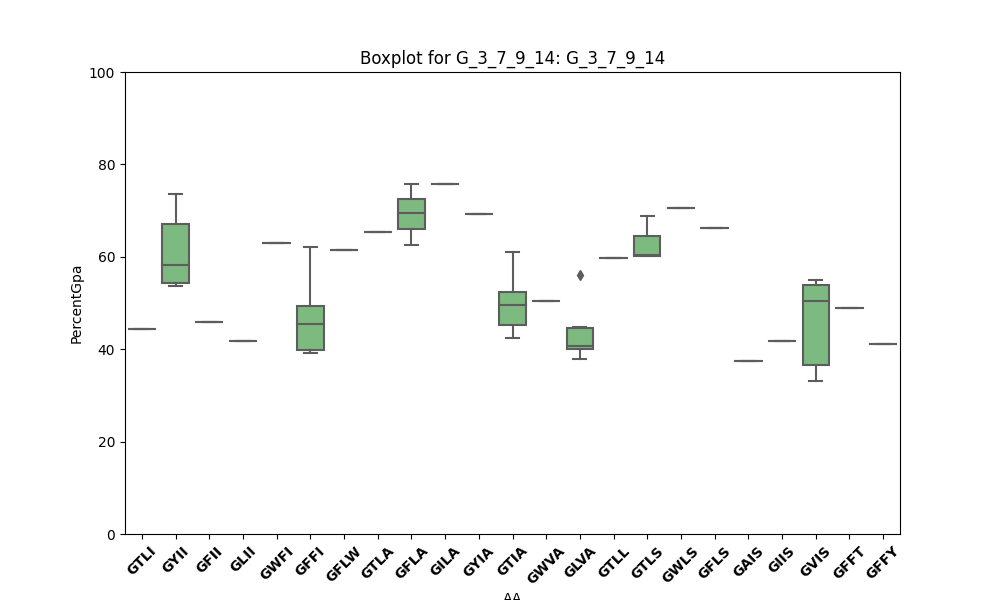 Boxplot for G_3_7_9_14: G_3_7_9_14
100
80
60
40
20
0
PercentGpa
GTLI GYII GFII GLII GWFI GFFI GFLW GTLA GFLA GILA GYIA GTIA GWVA GLVA GTLL GTLS GWLS GFLS GAIS GIIS GVIS GFFT GFFY
AA